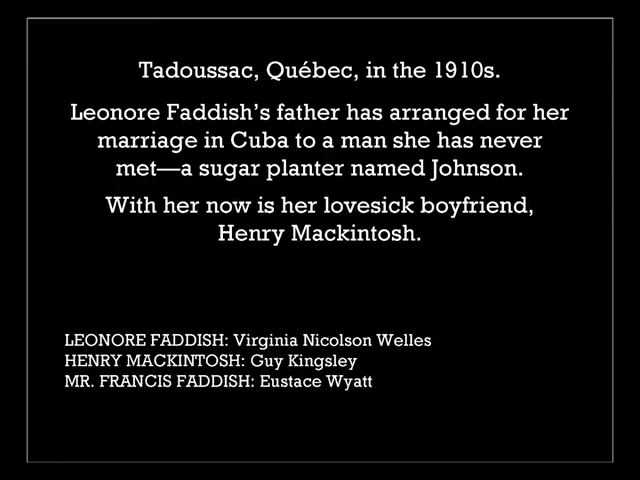 Tadoussac, Québec, in the 1910s.
Leonore Faddish’s father has arranged for her
marriage in Cuba to a man she has never
met—a sugar planter named Johnson.
With her now is her lovesick boyfriend,
Henry Mackintosh.
LEONORE FADDISH: Virginia Nicolson Welles
HENRY MACKINTOSH: Guy Kingsley
MR. FRANCIS FADDISH: Eustace Wyatt